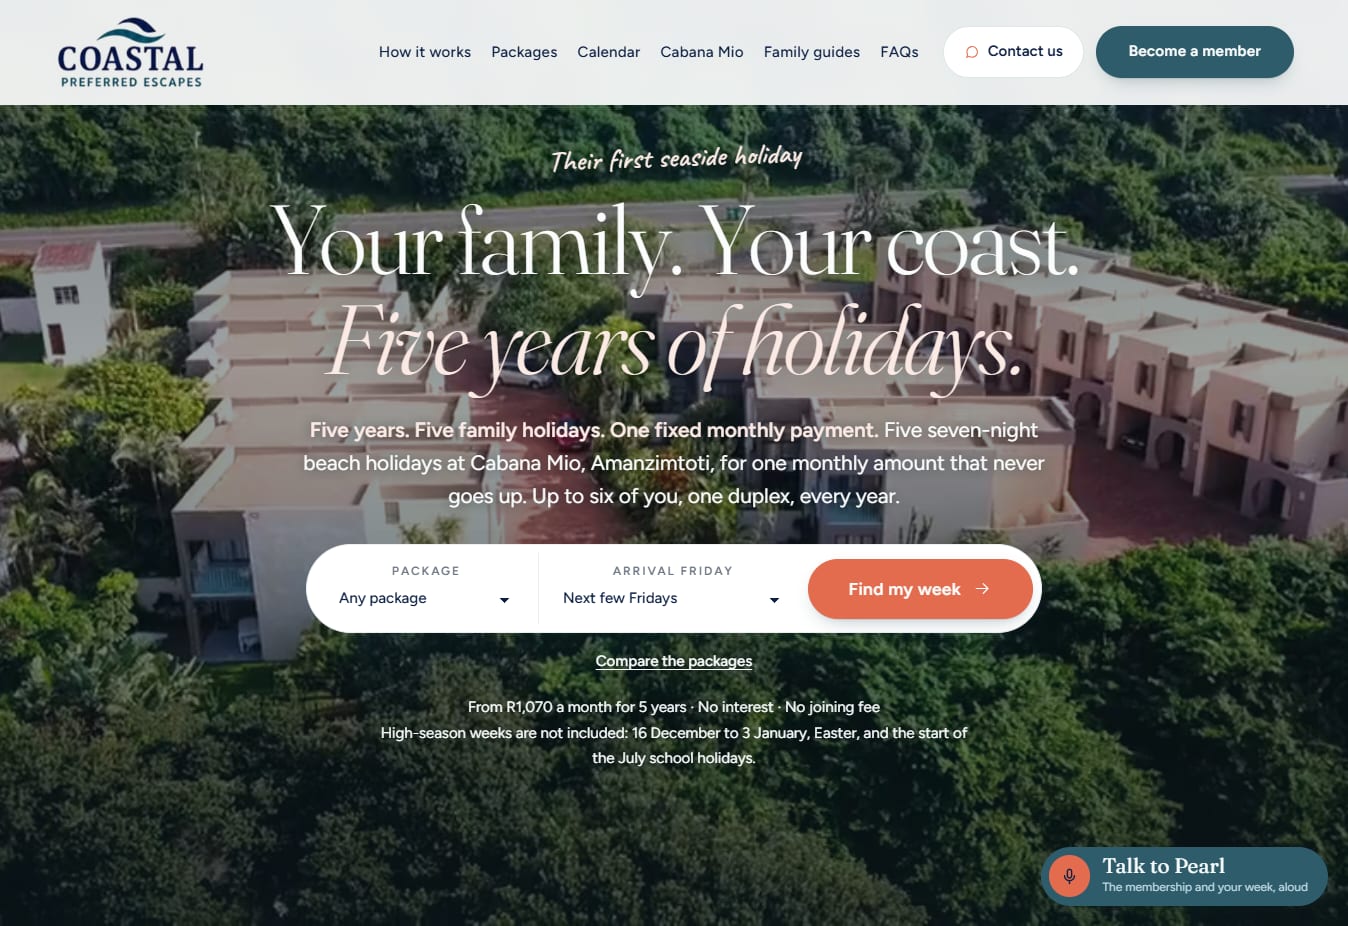 COASTAL
PREFERRED ESCAPES
How it works
Packages
Calendar
Cabana Mio
Family guides
FAQs
Contact us
Become a member
Their first seaside holiday
Your family. Your coast.
Five years of holidays.
Five years. Five family holidays. One fixed monthly payment. Five seven-night
beach holidays at Cabana Mio, Amanzimtoti, for one monthly amount that never
goes up. Up to six of you, one duplex, every year.
PACKAGE
Any package
ARRIVAL FRIDAY
Next few Fridays
Find my week
Compare the packages
From R1,070 a month for 5 years · No interest · No joining fee
High-season weeks are not included: 16 December to 3 January, Easter, and the start of
the July school holidays.
Talk to Pearl
The membership and your week, aloud